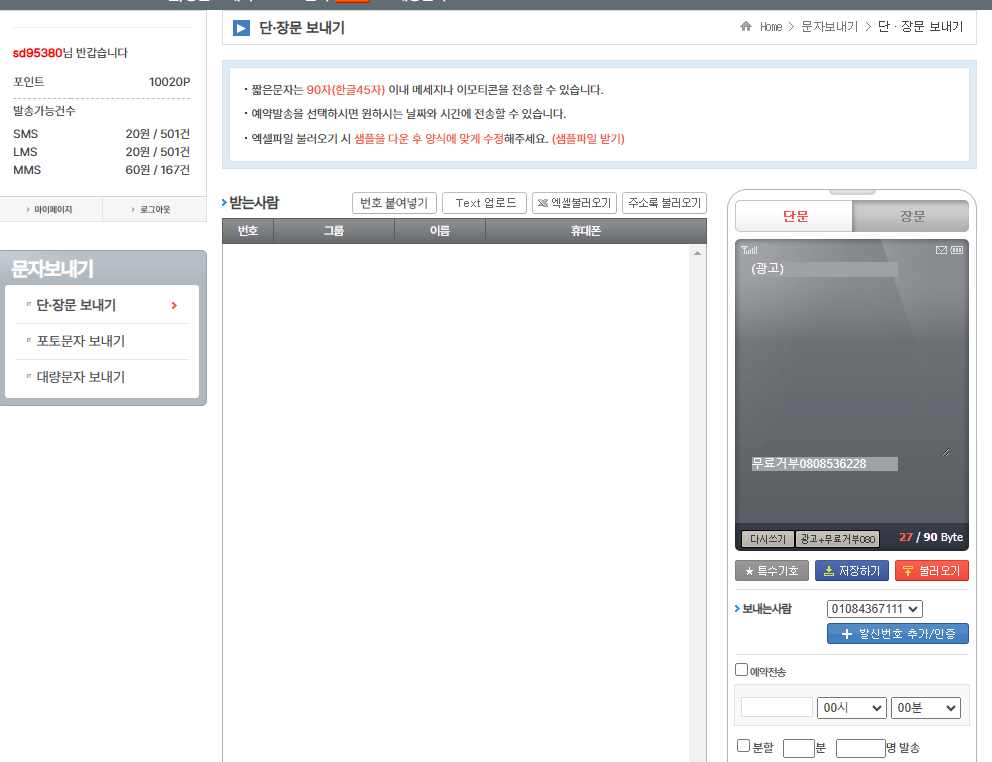 단·장문 보내기
Home > 문자보내기 > 단·장문 보내기
sd95380님 반갑습니다
포인트 10020P
발송가능건수
SMS 20원 / 501건
LMS 20원 / 501건
MMS 60원 / 167건
> 마이페이지 > 로그아웃
문자보내기
단·장문 보내기 >
포토문자 보내기
대량문자 보내기
· 짧은문자는 90자(한글45자) 이내 메세지나 이모티콘을 전송할 수 있습니다.
· 예약발송을 선택하시면 원하시는 날짜와 시간에 전송할 수 있습니다.
· 엑셀파일 불러오기 시 샘플을 다운 후 양식에 맞게 수정해주세요. (샘플파일 받기)
받는사람 번호 붙여넣기 Text 업로드 엑셀불러오기 주소록 불러오기
번호 그룹 이름 휴대폰
단문 장문
(광고)
무료거부0808536228
다시쓰기 광고+무료거부080 27 / 90 Byte
★ 특수기호 저장하기 불러오기
보내는사람 01084367111
+ 발신번호 추가/인증
예약전송
00시 00분
분할 분 명 발송